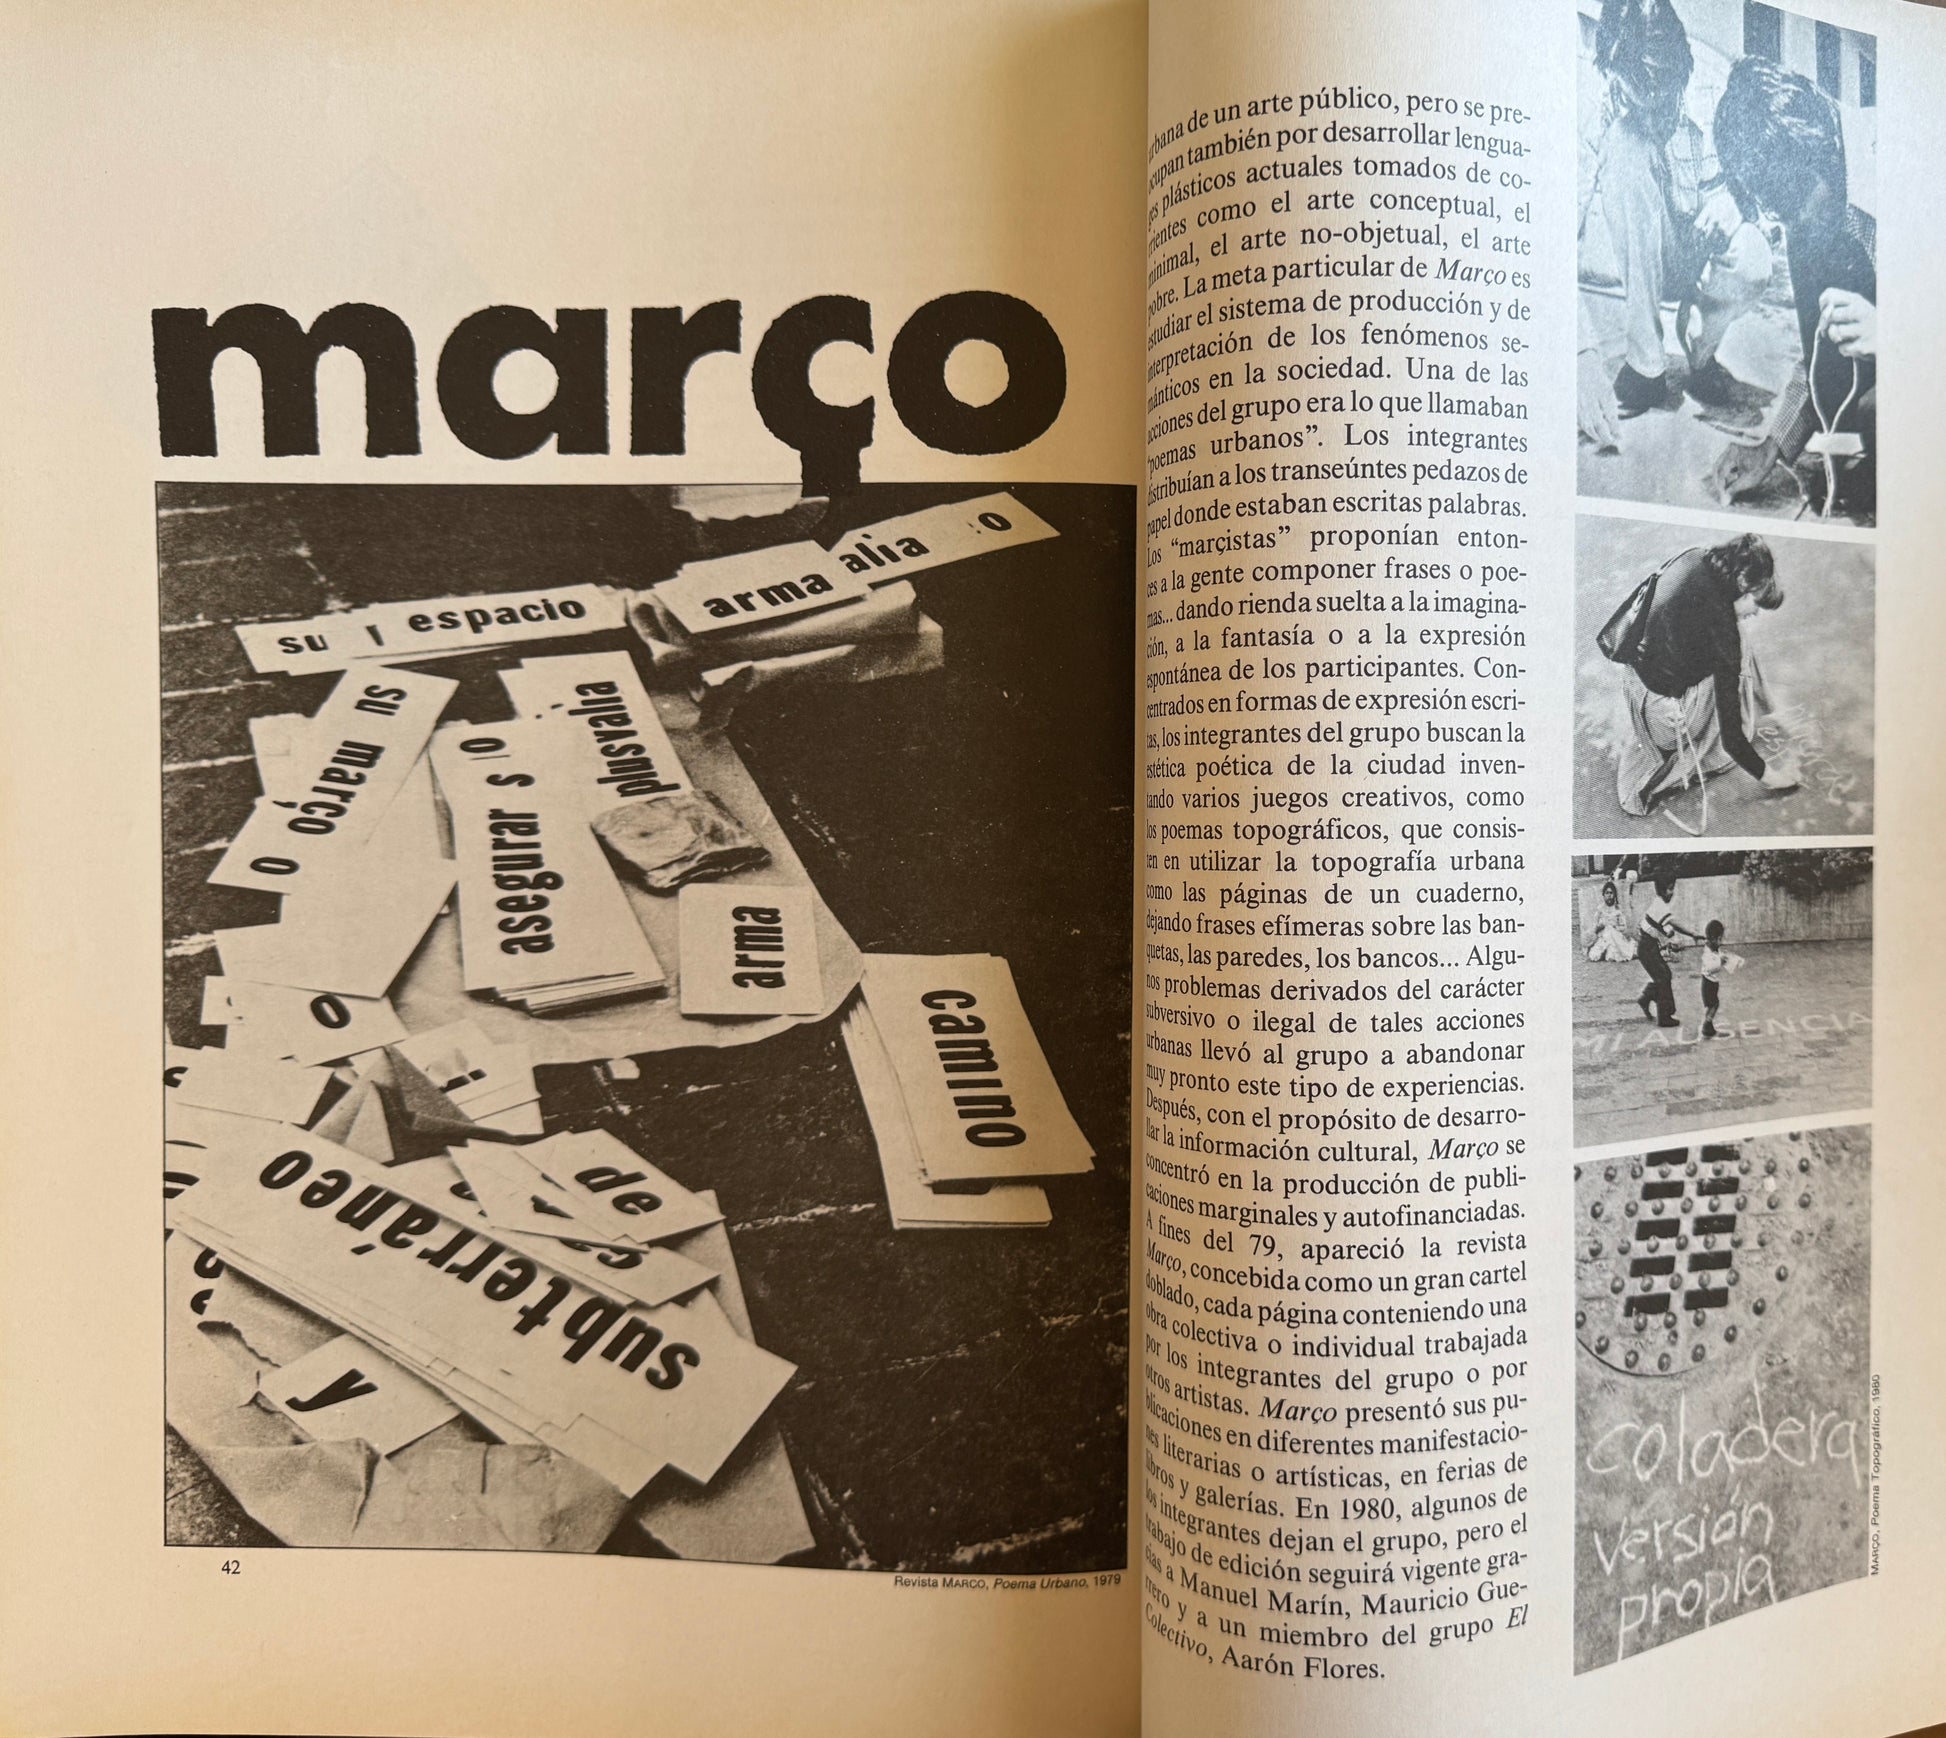 março
su
espacio
arma
alia
o
su
março
o
asegurar
s
io
plusvalia
arma
camino
o
de
subterráneo
y
42
Revista MARCO, Poema Urbano, 1979
urbana de un arte público, pero se pre-
ocupan también por desarrollar lengua-
jes plásticos actuales tomados de co-
rrientes como el arte conceptual, el
minimal, el arte no-objetual, el arte
pobre. La meta particular de Março es
estudiar el sistema de producción y de
interpretación de los fenómenos se-
mánticos en la sociedad. Una de las
acciones del grupo era lo que llamaban
“poemas urbanos”. Los integrantes
distribuían a los transeúntes pedazos de
papel donde estaban escritas palabras.
Los “marçistas” proponían enton-
ces a la gente componer frases o poe-
mas... dando rienda suelta a la imagina-
ción, a la fantasía o a la expresión
espontánea de los participantes. Con-
centrados en formas de expresión escri-
tas, los integrantes del grupo buscan la
estética poética de la ciudad inven-
tando varios juegos creativos, como
los poemas topográficos, que consis-
ten en utilizar la topografía urbana
como las páginas de un cuaderno,
dejando frases efímeras sobre las ban-
quetas, las paredes, los bancos... Algu-
nos problemas derivados del carácter
subversivo o ilegal de tales acciones
urbanas llevó al grupo a abandonar
muy pronto este tipo de experiencias.
Después, con el propósito de desarro-
llar la información cultural, Março se
concentró en la producción de publi-
caciones marginales y autofinanciadas.
A fines del 79, apareció la revista
Março, concebida como un gran cartel
doblado, cada página conteniendo una
obra colectiva o individual trabajada
por los integrantes del grupo o por
otros artistas. Março presentó sus pu-
blicaciones en diferentes manifestacio-
nes literarias o artísticas, en ferias de
libros y galerías. En 1980, algunos de
los integrantes dejan el grupo, pero el
trabajo de edición seguirá vigente gra-
cias a Manuel Marín, Mauricio Gue-
rrero y a un miembro del grupo El
Colectivo, Aarón Flores.
MI AUSENCIA
coladera
versión
propia
MARÇO, Poema Topográfico, 1980